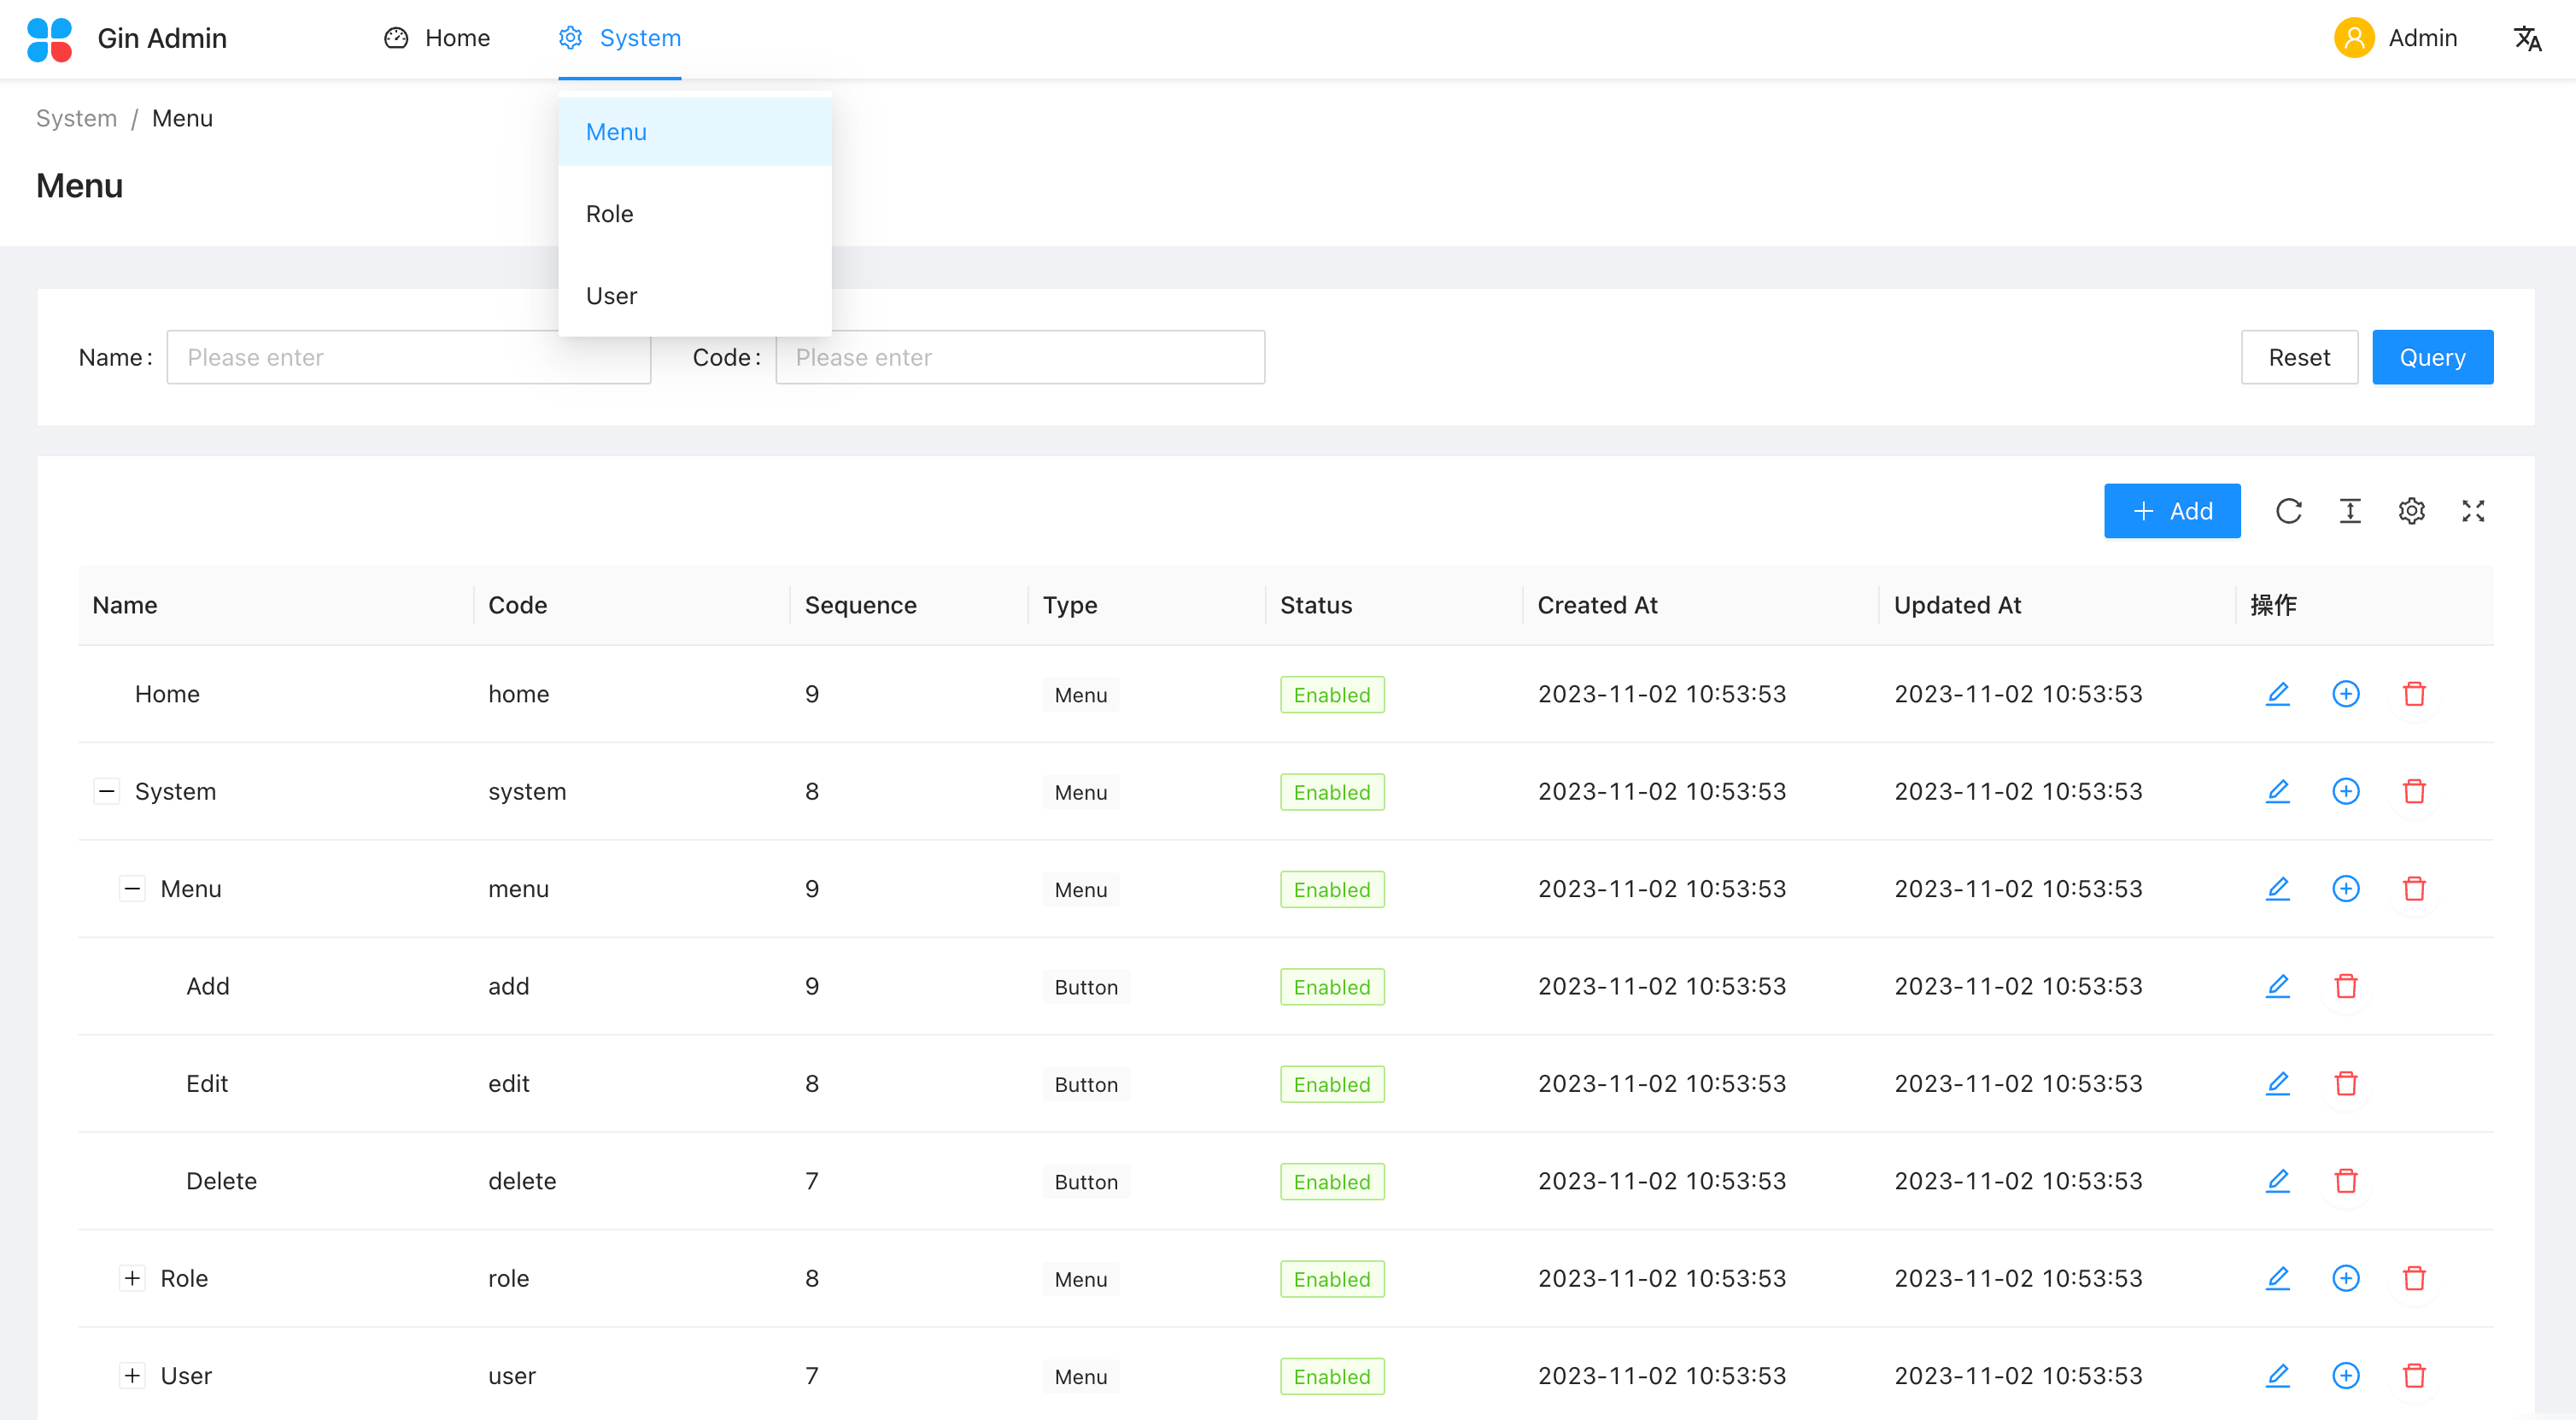 Gin Admin Home System Admin
System / Menu
Menu
Menu
Role
User
Name : Please enter Code : Please enter Reset Query
Add
Name Code Sequence Type Status Created At Updated At 操作
Home home 9 Menu Enabled 2023-11-02 10:53:53 2023-11-02 10:53:53
System system 8 Menu Enabled 2023-11-02 10:53:53 2023-11-02 10:53:53
Menu menu 9 Menu Enabled 2023-11-02 10:53:53 2023-11-02 10:53:53
Add add 9 Button Enabled 2023-11-02 10:53:53 2023-11-02 10:53:53
Edit edit 8 Button Enabled 2023-11-02 10:53:53 2023-11-02 10:53:53
Delete delete 7 Button Enabled 2023-11-02 10:53:53 2023-11-02 10:53:53
Role role 8 Menu Enabled 2023-11-02 10:53:53 2023-11-02 10:53:53
User user 7 Menu Enabled 2023-11-02 10:53:53 2023-11-02 10:53:53